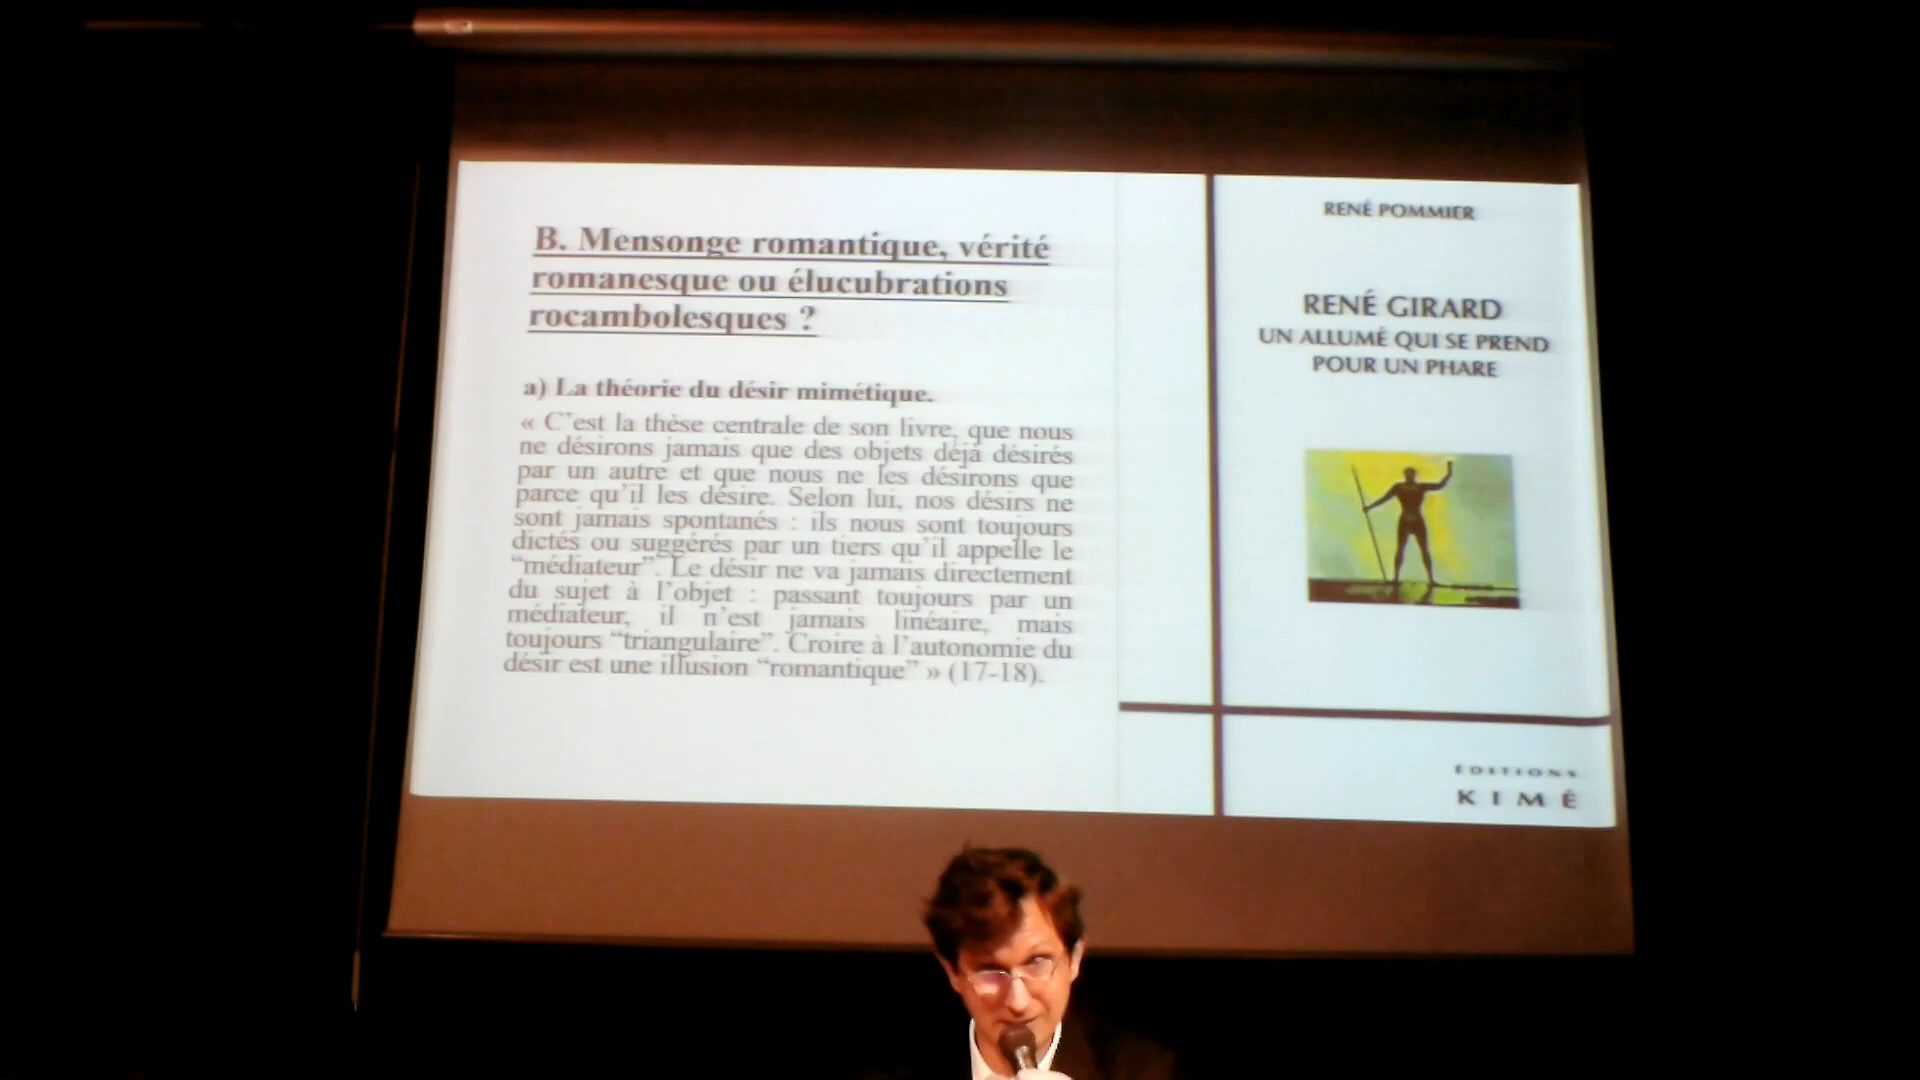 B. Mensonge romantique, vérité
romanesque ou élucubrations
rocambolesques ?
a) La théorie du désir mimétique.
« C’est la thèse centrale de son livre, que nous
ne désirons jamais que des objets déjà désirés
par un autre et que nous ne les désirons que
parce qu’il les désire. Selon lui, nos désirs ne
sont jamais spontanés : ils nous sont toujours
dictés ou suggérés par un tiers qu’il appelle le
“médiateur”. Le désir ne va jamais directement
du sujet à l’objet : passant toujours par un
médiateur, il n’est jamais linéaire, mais
toujours “triangulaire”. Croire à l’autonomie du
désir est une illusion “romantique” » (17-18).
RENÉ POMMIER
RENÉ GIRARD
UN ALLUMÉ QUI SE PREND
POUR UN PHARE
ÉDITIONS
KIMÉ